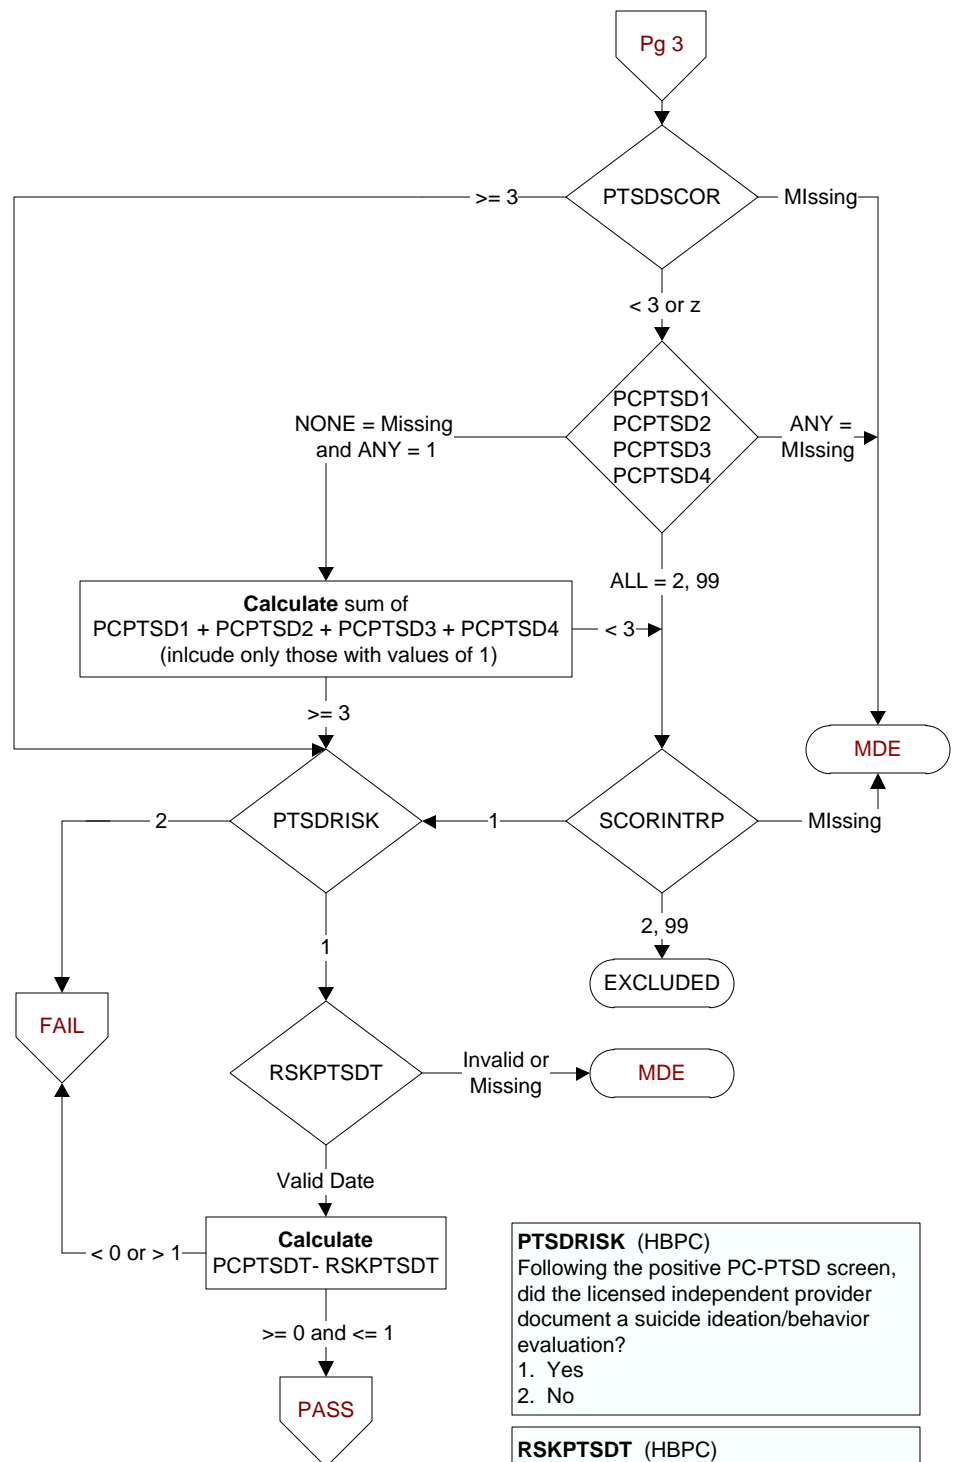 Pg 3
PTSDSCOR
>= 3
MIssing
< 3 or z
PCPTSD1
PCPTSD2
PCPTSD3
PCPTSD4
NONE = Missing
and ANY = 1
ANY =
MIssing
ALL = 2, 99
Calculate sum of
PCPTSD1 + PCPTSD2 + PCPTSD3 + PCPTSD4
(inlcude only those with values of 1)
< 3
>= 3
MDE
PTSDRISK
2
1
SCORINTRP
MIssing
1
2, 99
EXCLUDED
FAIL
RSKPTSDT
Invalid or
Missing
MDE
Valid Date
Calculate
PCPTSDT- RSKPTSDT
< 0 or > 1
>= 0 and <= 1
PASS
PTSDRISK (HBPC)
Following the positive PC-PTSD screen,
did the licensed independent provider
document a suicide ideation/behavior
evaluation?
1. Yes
2. No
RSKPTSDT (HBPC)